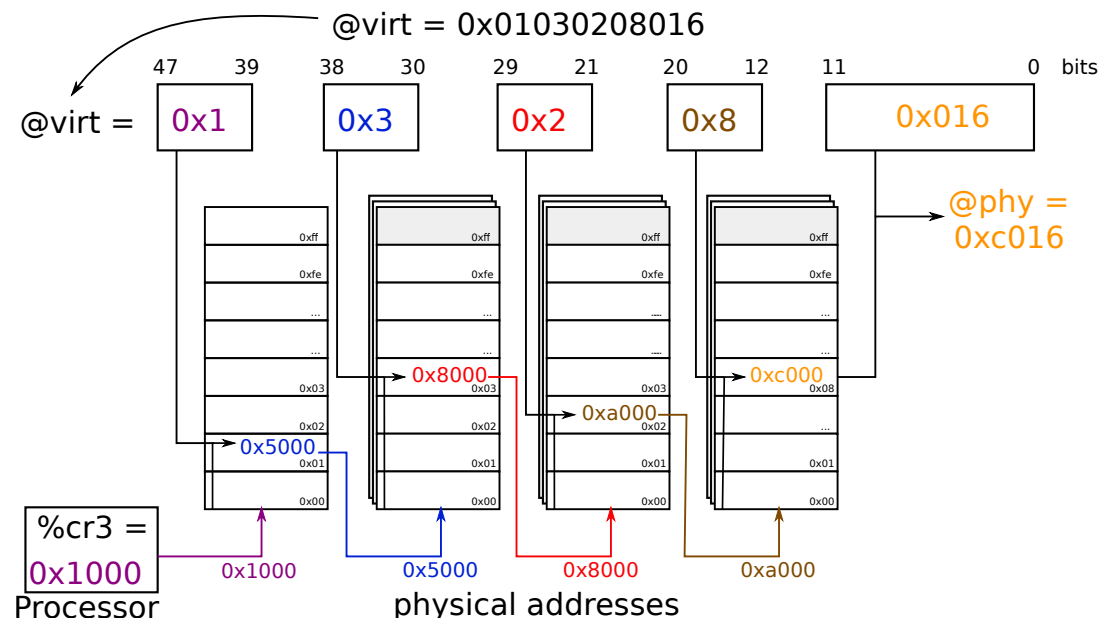 @virt = 0x01030208016
47 39 38 30 29 21 20 12 11 0 bits
@virt = 0x1 0x3 0x2 0x8 0x016
@phy =
0xc016
0xff 0xff 0xff 0xff
0xfe 0xfe 0xfe 0xfe
... ... ..... ...
... ... ..... ...
0x8000 0xc000
0x03 0x03 0x03 0x08
0xa000
0x02 0x02 0x02 ...
0x5000
0x01 0x01 0x01 0x01
0x00 0x00 0x00 0x00
%cr3 =
0x1000
0x1000 0x5000 0x8000 0xa000
Processor physical addresses